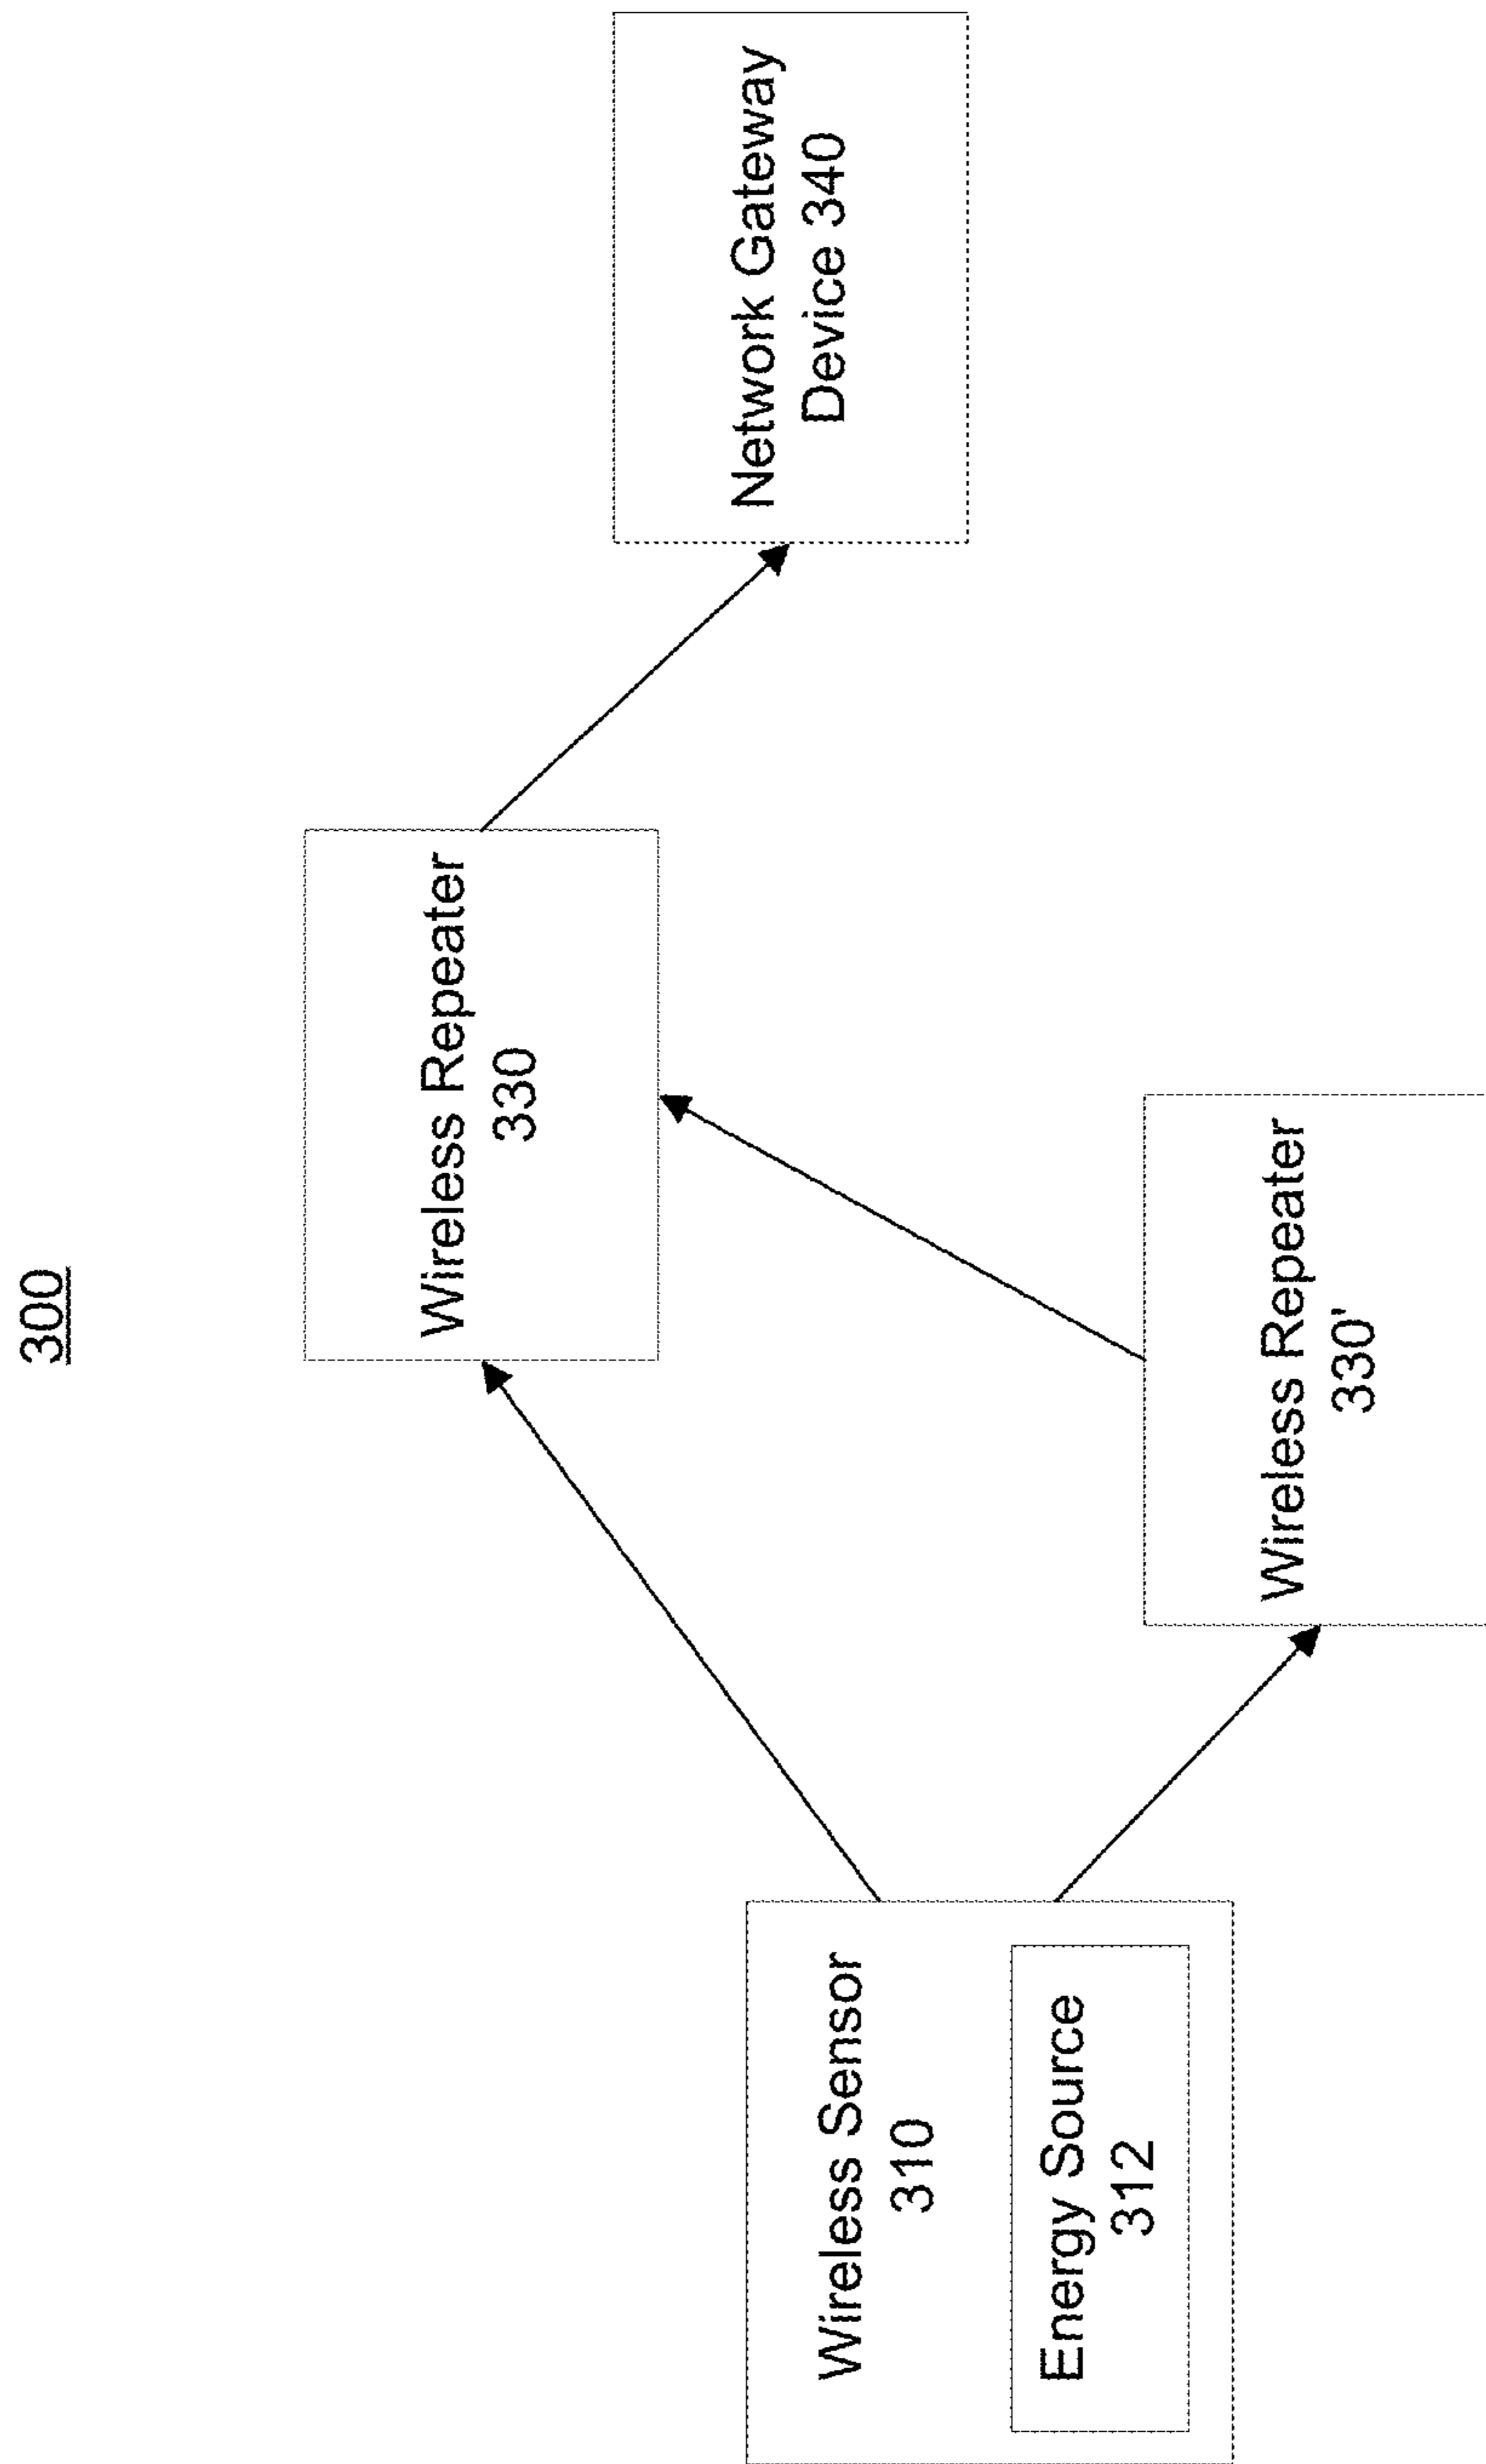 300
Wireless Sensor
310
Energy Source
312
Wireless Repeater
330
Wireless Repeater
330'
Network Gateway
Device 340